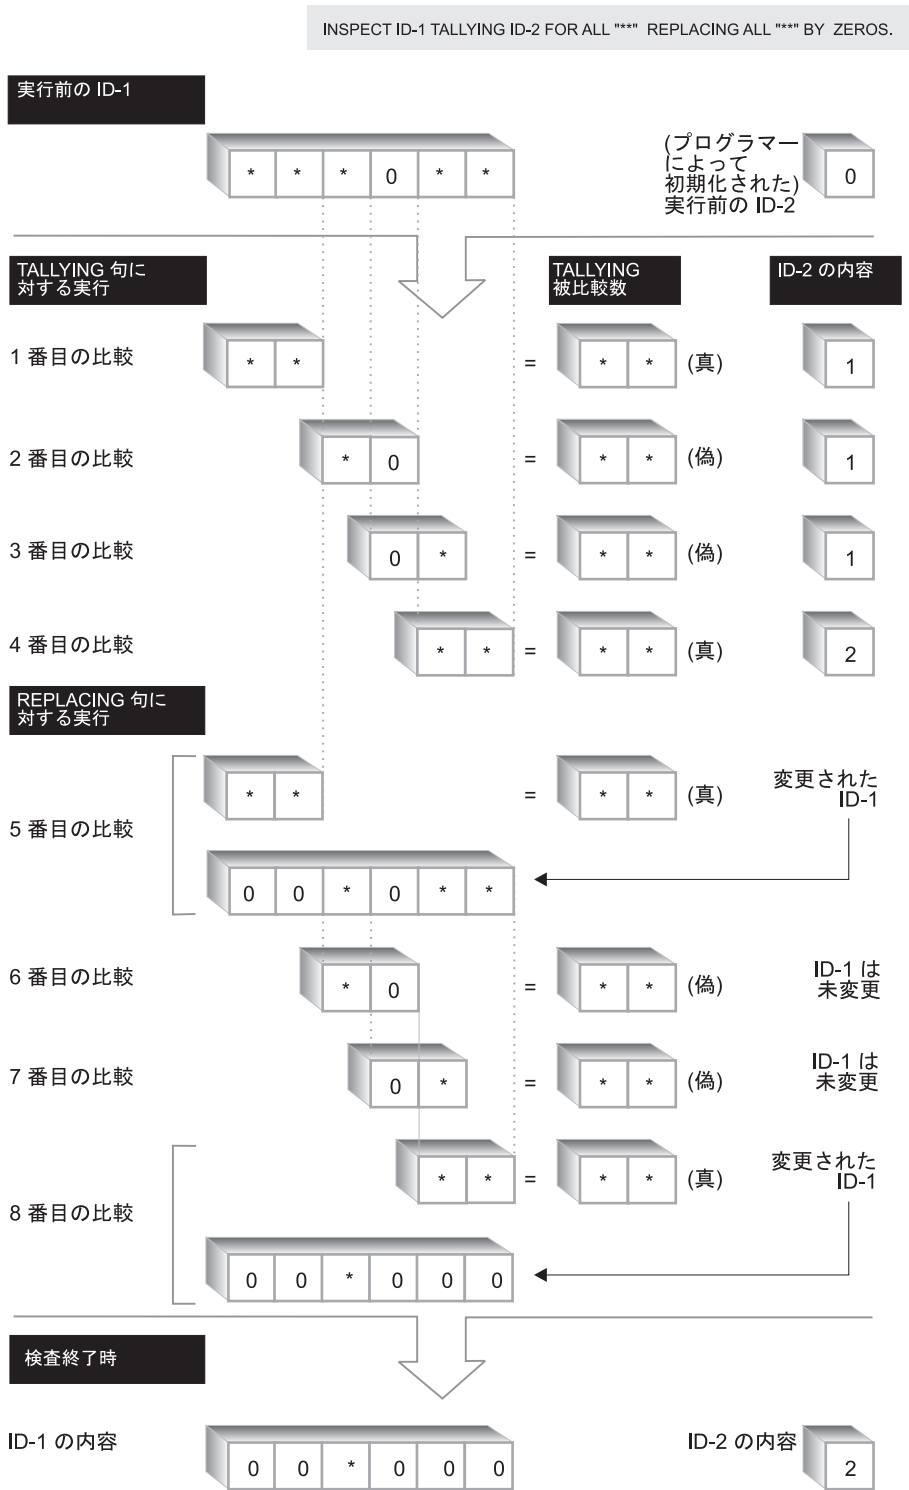 INSPECT ID-1 TALLYING ID-2 FOR ALL "**" REPLACING ALL "**" BY ZEROS.
実行前の ID-1
* * * 0 * *
(プログラマー
によって
初期化された)
実行前の ID-2
0
TALLYING 句に
対する実行
TALLYING
被比較数
ID-2 の内容
1 番目の比較
* * = * * (真) 1
2 番目の比較
* 0 = * * (偽) 1
3 番目の比較
0 * = * * (偽) 1
4 番目の比較
* * = * * (真) 2
REPLACING 句に
対する実行
* * = * * (真)
変更された
ID-1
5 番目の比較
0 0 * 0 * *
6 番目の比較
* 0 = * * (偽)
ID-1 は
未変更
7 番目の比較
0 * = * * (偽)
ID-1 は
未変更
* * = * * (真)
変更された
ID-1
8 番目の比較
0 0 * 0 0 0
検査終了時
ID-1 の内容
0 0 * 0 0 0
ID-2 の内容
2